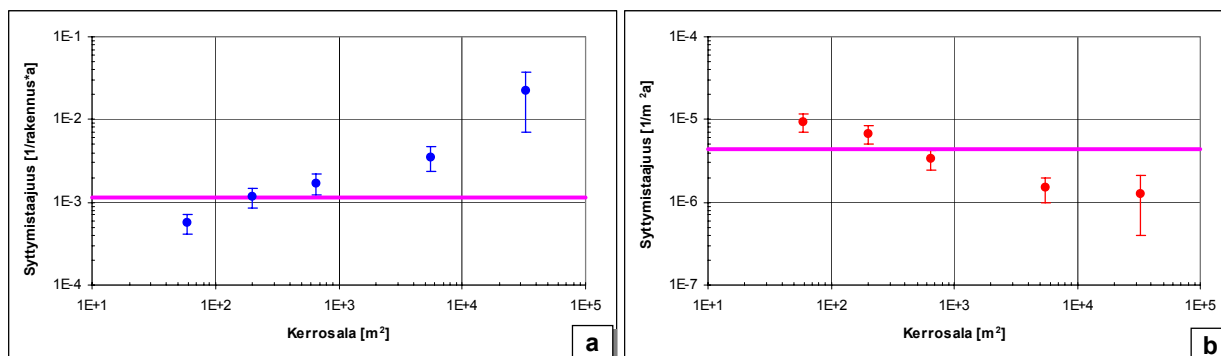 Syttymistaajuus [1/rakennus*a]
1E-1
1E-2
1E-3
1E-4
1E+1 1E+2 1E+3 1E+4 1E+5
Kerrosala [m²]
a
Syttymistaajuus [1/m²a]
1E-4
1E-5
1E-6
1E-7
1E+1 1E+2 1E+3 1E+4 1E+5
Kerrosala [m²]
b